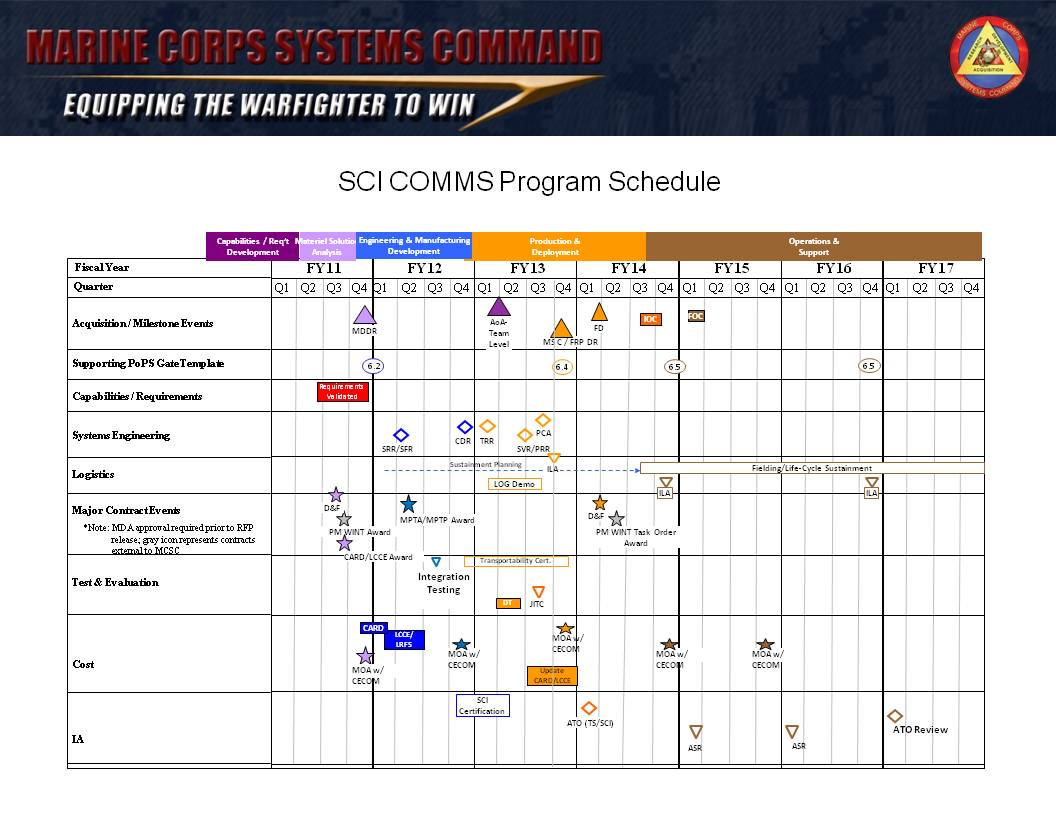 MARINE CORPS SYSTEMS COMMAND
EQUIPPING THE WARFIGHTER TO WIN
MARINE CORPS
RESEARCH DEVELOPMENT
ACQUISITION
SYSTEMS COMMAND
SCI COMMS Program Schedule
Capabilities / Req't
Development
Materiel Solutio
Analysis
Engineering & Manufacturing
Development
Production &
Deployment
Operations &
Support
Fiscal Year
FY11 FY12 FY13 FY14 FY15 FY16 FY17
Quarter
Q1 Q2 Q3 Q4 Q1 Q2 Q3 Q4 Q1 Q2 Q3 Q4 Q1 Q2 Q3 Q4 Q1 Q2 Q3 Q4 Q1 Q2 Q3 Q4 Q1 Q2 Q3 Q4
Acquisition / Milestone Events
MDDR
AoA-
Team
Level
MS C / FRP DR
FD
IOC
FOC
Supporting PoPS Gate Template
6.2
6.4
6.5
6.5
Capabilities / Requirements
Requirements
Validated
Systems Engineering
SRR/SFR
CDR
TRR
SVR/PRR
PCA
Logistics
Sustainment Planning
ILA
LOG Demo
Fielding/Life-Cycle Sustainment
ILA
ILA
Major Contract Events
*Note: MDA approval required prior to RFP
release; gray icon represents contracts
external to MCSC
D&F
PM WINT Award
CARD/LCCE Award
MPTA/MPTP Award
D&F
PM WINT Task Order
Award
Test & Evaluation
Integration
Testing
Transportability Cert.
DT
JITC
Cost
CARD
LCCE/
LRFS
MOA w/
CECOM
MOA w/
CECOM
MOA w/
CECOM
Update
CARD/LCCE
MOA w/
CECOM
MOA w/
CECOM
IA
SCI
Certification
ATO (TS/SCI)
ASR
ASR
ATO Review